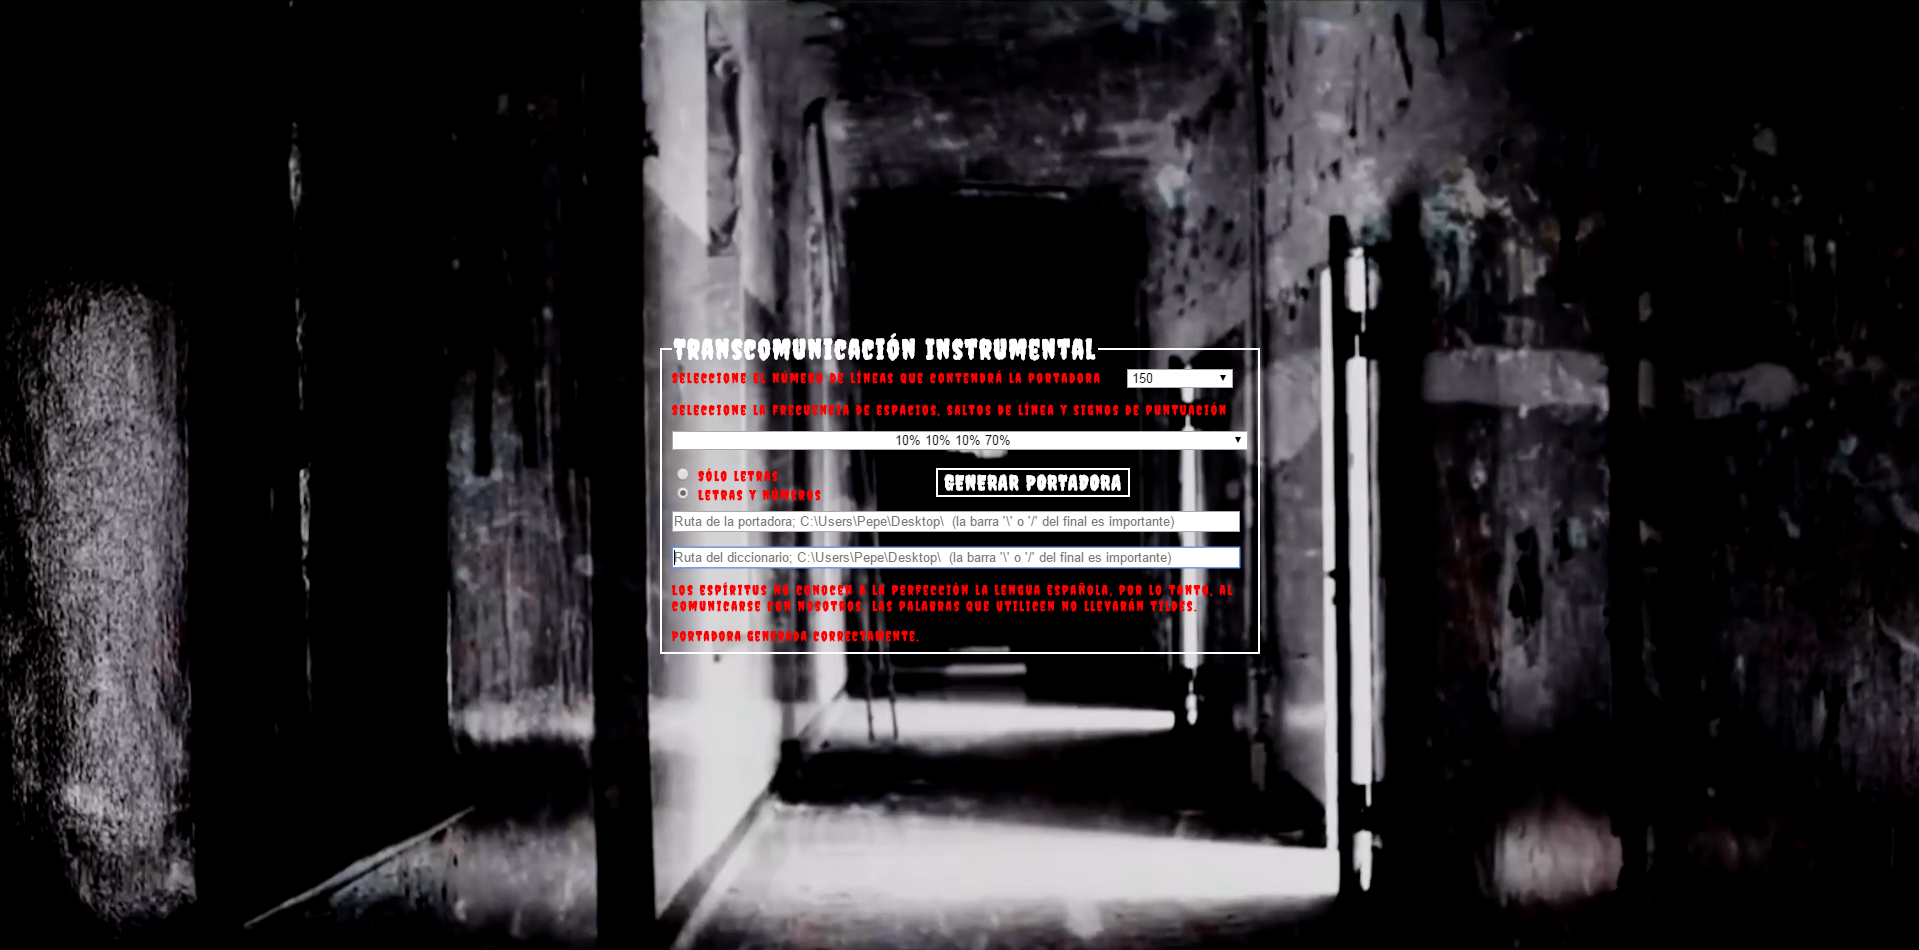 TRANSCOMUNICACIÓN INSTRUMENTAL
SELECCIONE EL NÚMERO DE LÍNEAS QUE CONTENDRÁ LA PORTADORA 150
SELECCIONE LA FRECUENCIA DE ESPACIOS, SALTOS DE LÍNEA Y SIGNOS DE PUNTUACIÓN
10% 10% 10% 70%
SÓLO LETRAS
LETRAS Y NÚMEROS
GENERAR PORTADORA
Ruta de la portadora; C:\Users\Pepe\Desktop\  (la barra '\' o '/' del final es importante)
Ruta del diccionario; C:\Users\Pepe\Desktop\  (la barra '\' o '/' del final es importante)
LOS ESPÍRITUS NO CONOCEN A LA PERFECCIÓN LA LENGUA ESPAÑOLA, POR LO TANTO, AL
COMUNICARSE CON NOSOTROS, LAS PALABRAS QUE UTILICEN NO LLEVARÁN TILDES.
PORTADORA GENERADA CORRECTAMENTE.